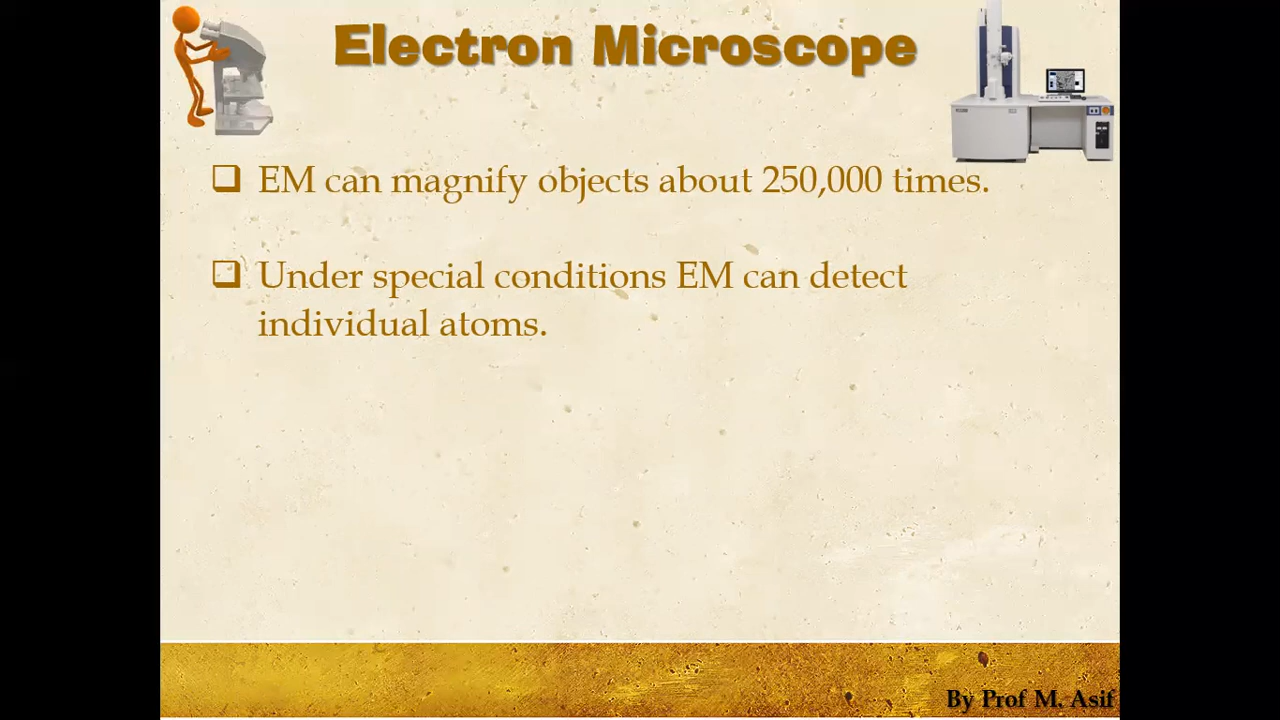 Electron Microscope
EM can magnify objects about 250,000 times.
Under special conditions EM can detect
individual atoms.
By Prof M. Asif